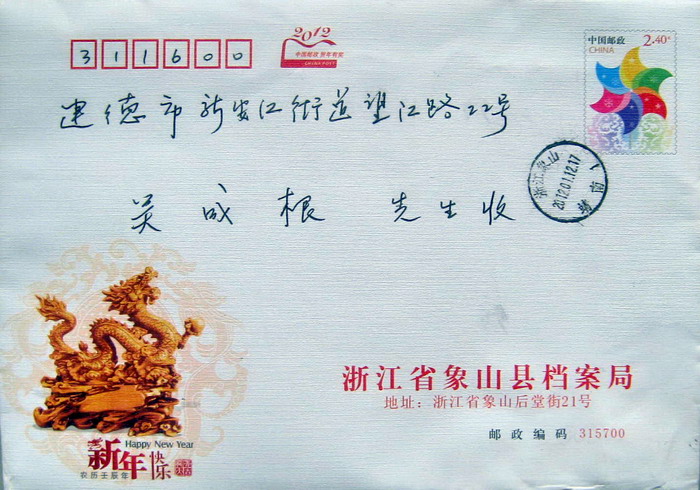 311600
2012
中国邮政 贺年有奖
CHINA POST
中国邮政
CHINA
2.40元
建德市新安江街道望江路22号
吴成根 先生收
浙江象山
2012.01.12.17
Happy New Year
新年快乐
农历壬辰年
浙江省象山县档案局
地址：浙江省象山后堂街21号
邮政编码 315700